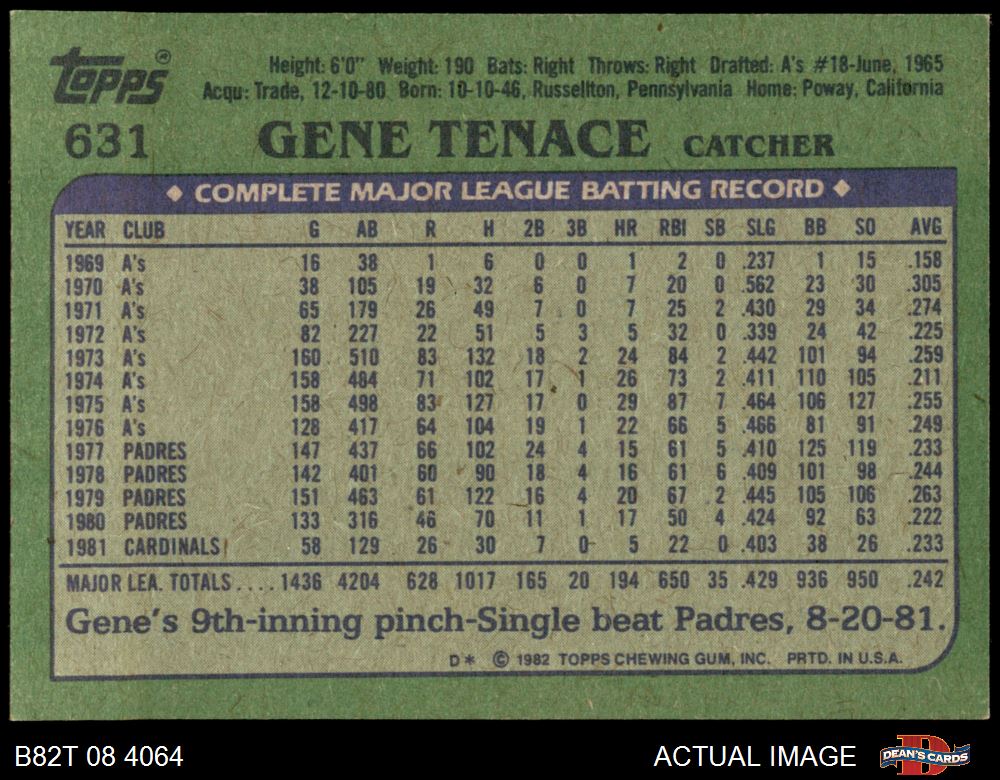 Topps®
Height: 6'0" Weight: 190 Bats: Right Throws: Right Drafted: A's #18-June, 1965
Acqu: Trade, 12-10-80 Born: 10-10-46, Russellton, Pennsylvania Home: Poway, California
631 GENE TENACE CATCHER
◆ COMPLETE MAJOR LEAGUE BATTING RECORD ◆
YEAR CLUB G AB R H 2B 3B HR RBI SB SLG BB SO AVG
1969 A's 16 38 1 6 0 0 1 2 0 .237 1 15 .158
1970 A's 38 105 19 32 6 0 7 20 0 .562 23 30 .305
1971 A's 65 179 26 49 7 0 7 25 2 .430 29 34 .274
1972 A's 82 227 22 51 5 3 5 32 0 .339 24 42 .225
1973 A's 160 510 83 132 18 2 24 84 2 .442 101 94 .259
1974 A's 158 484 71 102 17 1 26 73 2 .411 110 105 .211
1975 A's 158 498 83 127 17 0 29 87 7 .464 106 127 .255
1976 A's 128 417 64 104 19 1 22 66 5 .466 81 91 .249
1977 PADRES 147 437 66 102 24 4 15 61 5 .410 125 119 .233
1978 PADRES 142 401 60 90 18 4 16 61 6 .409 101 98 .244
1979 PADRES 151 463 61 122 16 4 20 67 2 .445 105 106 .263
1980 PADRES 133 316 46 70 11 1 17 50 4 .424 92 63 .222
1981 CARDINALS 58 129 26 30 7 0 5 22 0 .403 38 26 .233
MAJOR LEA. TOTALS .... 1436 4204 628 1017 165 20 194 650 35 .429 936 950 .242
Gene's 9th-inning pinch-Single beat Padres, 8-20-81.
D* © 1982 TOPPS CHEWING GUM, INC. PRTD. IN U.S.A.
B82T 08 4064 ACTUAL IMAGE DEAN'S CARDS